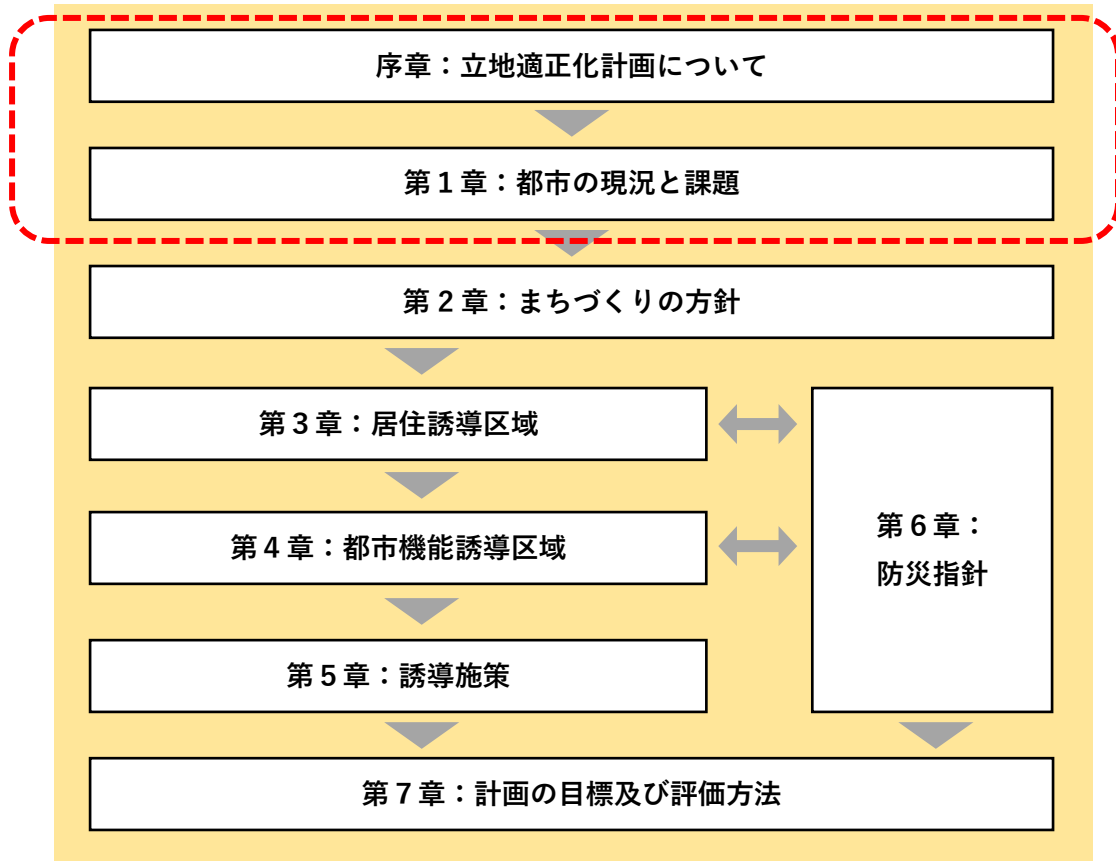 序章：立地適正化計画について
第１章：都市の現況と課題
第２章：まちづくりの方針
第３章：居住誘導区域
第４章：都市機能誘導区域
第５章：誘導施策
第６章：
防災指針
第７章：計画の目標及び評価方法